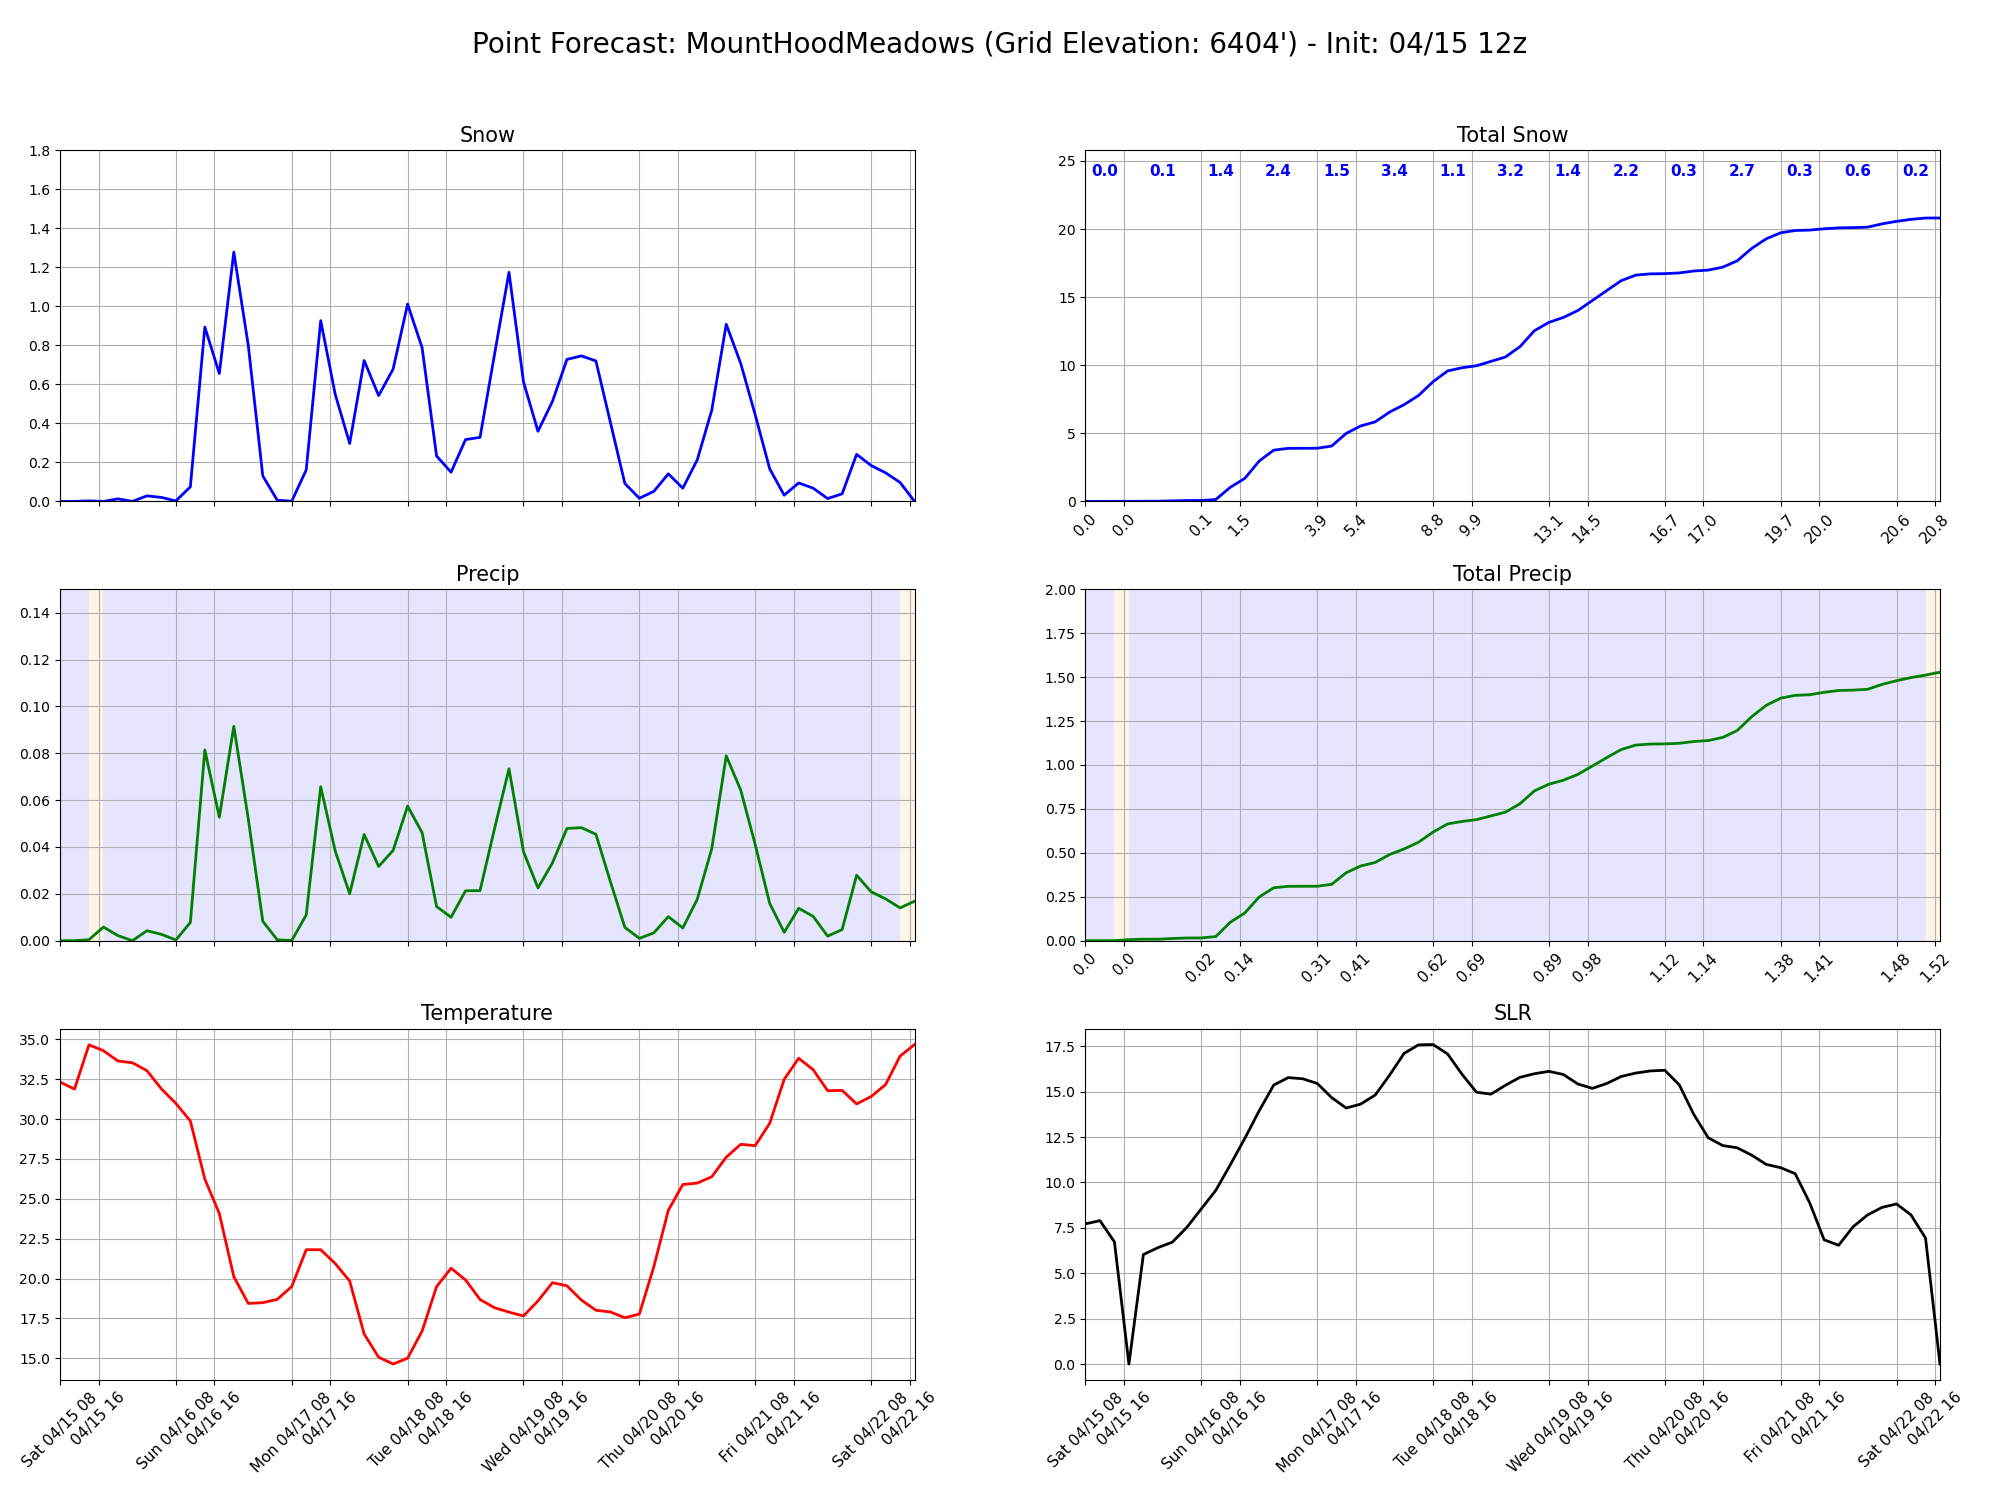 Point Forecast: MountHoodMeadows (Grid Elevation: 6404') - Init: 04/15 12z
Snow
1.8
1.6
1.4
1.2
1.0
0.8
0.6
0.4
0.2
0.0
Total Snow
0.0 0.1 1.4 2.4 1.5 3.4 1.1 3.2 1.4 2.2 0.3 2.7 0.3 0.6 0.2
25
20
15
10
5
0
0.0 0.0 0.1 1.5 3.9 5.4 8.8 9.9 13.1 14.5 16.7 17.0 19.7 20.0 20.6 20.8
Precip
0.14
0.12
0.10
0.08
0.06
0.04
0.02
0.00
Total Precip
2.00
1.75
1.50
1.25
1.00
0.75
0.50
0.25
0.00
0.0 0.0 0.02 0.14 0.31 0.41 0.62 0.69 0.89 0.98 1.12 1.14 1.38 1.41 1.48 1.52
Temperature
35.0
32.5
30.0
27.5
25.0
22.5
20.0
17.5
15.0
Sat 04/15 08
04/15 16
Sun 04/16 08
04/16 16
Mon 04/17 08
04/17 16
Tue 04/18 08
04/18 16
Wed 04/19 08
04/19 16
Thu 04/20 08
04/20 16
Fri 04/21 08
04/21 16
Sat 04/22 08
04/22 16
SLR
17.5
15.0
12.5
10.0
7.5
5.0
2.5
0.0
Sat 04/15 08
04/15 16
Sun 04/16 08
04/16 16
Mon 04/17 08
04/17 16
Tue 04/18 08
04/18 16
Wed 04/19 08
04/19 16
Thu 04/20 08
04/20 16
Fri 04/21 08
04/21 16
Sat 04/22 08
04/22 16